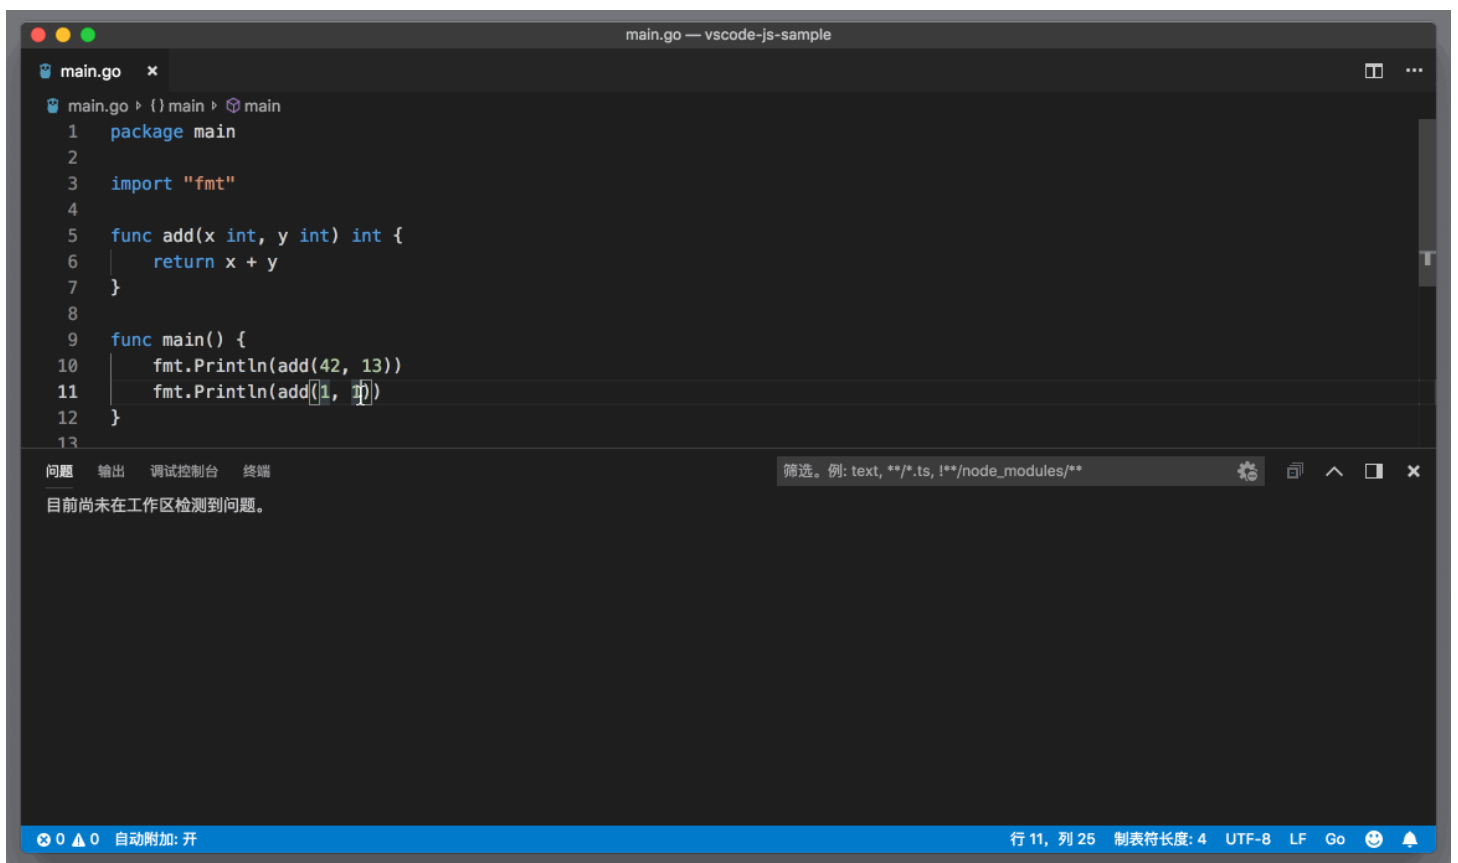 main.go — vscode-js-sample
main.go ×
main.go {} main main
1 package main
2
3 import "fmt"
4
5 func add(x int, y int) int {
6 return x + y
7 }
8
9 func main() {
10 fmt.Println(add(42, 13))
11 fmt.Println(add(1, 1))
12 }
13
问题 输出 调试控制台 终端 筛选。例: text, **/*.ts, !**/node_modules/**
目前尚未在工作区检测到问题。
0 0 自动附加: 开 行 11，列 25 制表符长度: 4 UTF-8 LF Go